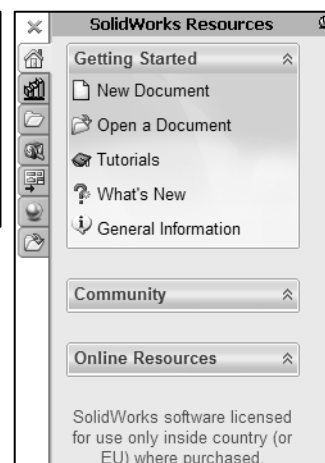 SolidWorks Resources
Getting Started
New Document
Open a Document
Tutorials
What's New
General Information
Community
Online Resources
SolidWorks software licensed
for use only inside country (or
EU) where purchased.